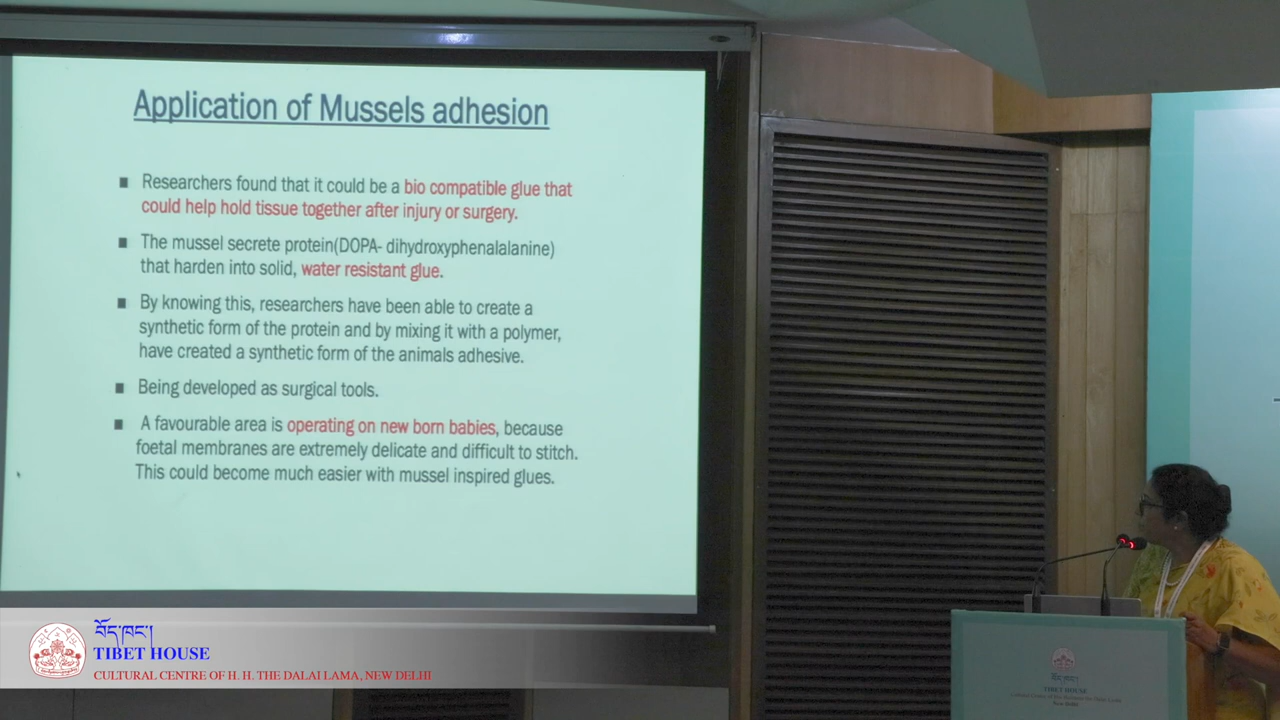 Application of Mussels adhesion
■ Researchers found that it could be a bio compatible glue that
could help hold tissue together after injury or surgery.
■ The mussel secrete protein(DOPA- dihydroxyphenalalanine)
that harden into solid, water resistant glue.
■ By knowing this, researchers have been able to create a
synthetic form of the protein and by mixing it with a polymer,
have created a synthetic form of the animals adhesive.
■ Being developed as surgical tools.
■ A favourable area is operating on new born babies, because
foetal membranes are extremely delicate and difficult to stitch.
This could become much easier with mussel inspired glues.
བོད་ཁང་།
TIBET HOUSE
CULTURAL CENTRE OF H. H. THE DALAI LAMA, NEW DELHI
TIBET HOUSE
New Delhi